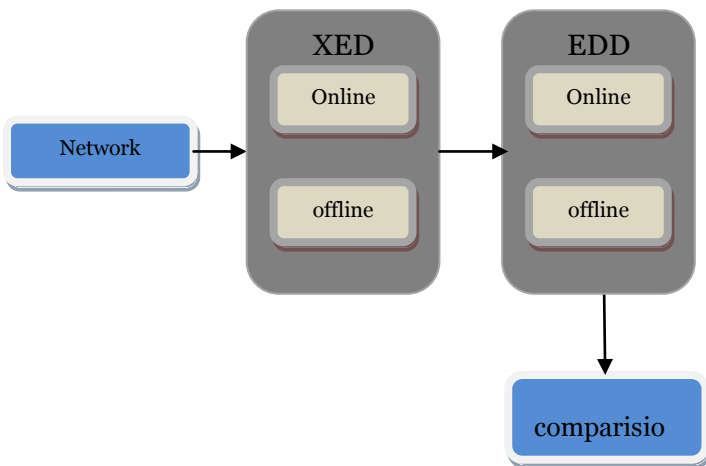 XED
EDD
Online
Online
Network
offline
offline
comparisio